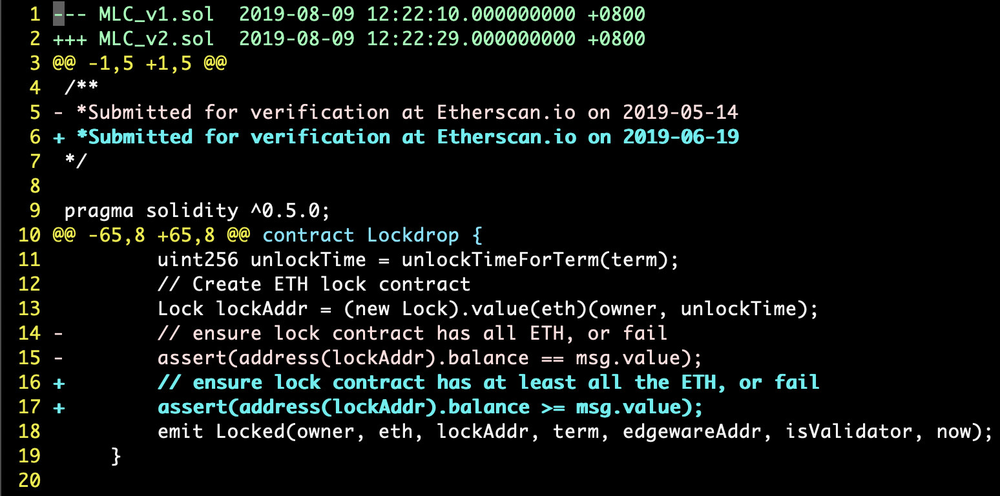 1 --- MLC_v1.sol  2019-08-09 12:22:10.000000000 +0800
2 +++ MLC_v2.sol  2019-08-09 12:22:29.000000000 +0800
3 @@ -1,5 +1,5 @@
4  /**
5 - *Submitted for verification at Etherscan.io on 2019-05-14
6 + *Submitted for verification at Etherscan.io on 2019-06-19
7  */
8
9  pragma solidity ^0.5.0;
10 @@ -65,8 +65,8 @@ contract Lockdrop {
11          uint256 unlockTime = unlockTimeForTerm(term);
12          // Create ETH lock contract
13          Lock lockAddr = (new Lock).value(eth)(owner, unlockTime);
14 -        // ensure lock contract has all ETH, or fail
15 -        assert(address(lockAddr).balance == msg.value);
16 +        // ensure lock contract has at least all the ETH, or fail
17 +        assert(address(lockAddr).balance >= msg.value);
18          emit Locked(owner, eth, lockAddr, term, edgewareAddr, isValidator, now);
19      }
20